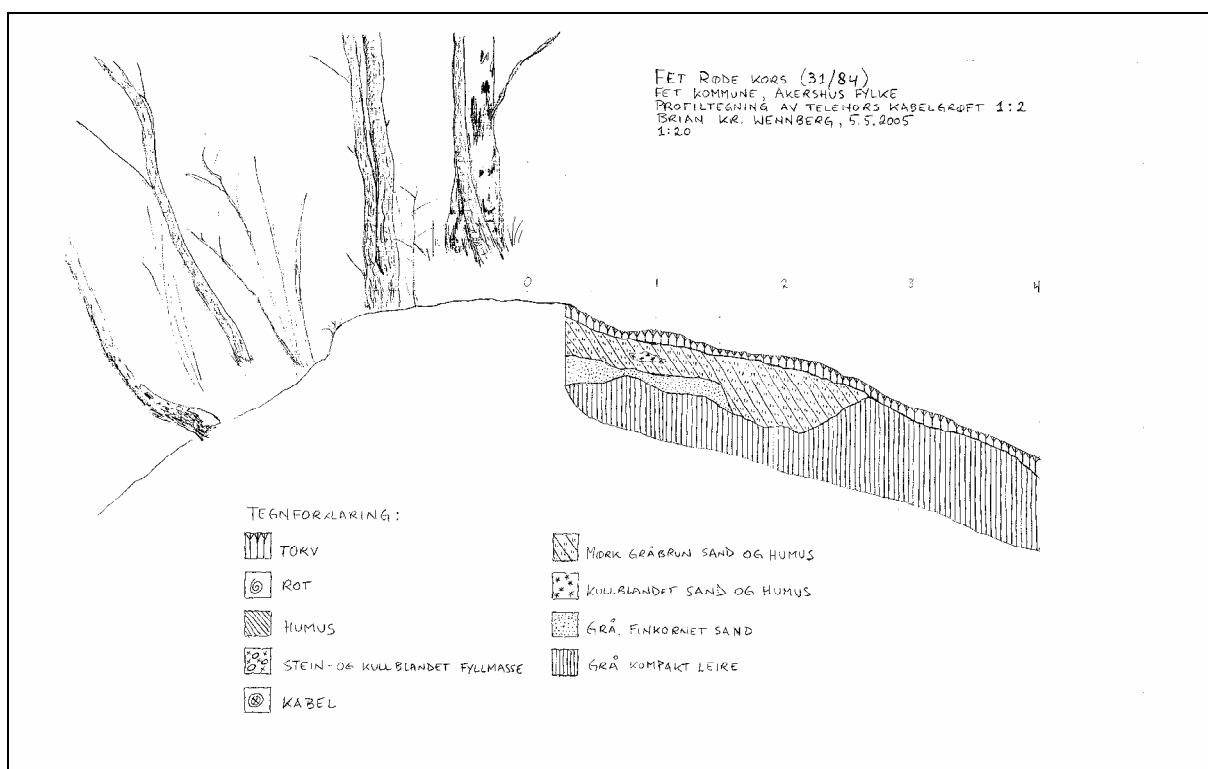 FET RØDE KORS (31/84)
FET KOMMUNE, AKERSHUS FYLKE
PROFILTEGNING AV TELENORS KABELGRØFT 1:2
BRIAN KR. WENNBERG, 5.5.2005
1:20
0 1 2 3 4
TEGNFORKLARING:
TORV
ROT
HUMUS
STEIN- OG KULLBLANDET FYLLMASSE
KABEL
MØRK GRÅBRUN SAND OG HUMUS
KULLBLANDET SAND OG HUMUS
GRÅ, FINKORNET SAND
GRÅ KOMPAKT LEIRE